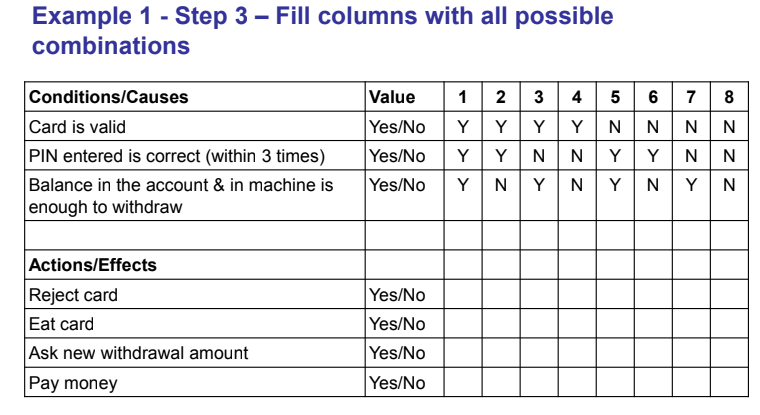 Example 1 - Step 3 – Fill columns with all possible
combinations
Conditions/Causes Value 1 2 3 4 5 6 7 8
Card is valid Yes/No Y Y Y Y N N N N
PIN entered is correct (within 3 times) Yes/No Y Y N N Y Y N N
Balance in the account & in machine is Yes/No Y N Y N Y N Y N
enough to withdraw
Actions/Effects
Reject card Yes/No
Eat card Yes/No
Ask new withdrawal amount Yes/No
Pay money Yes/No